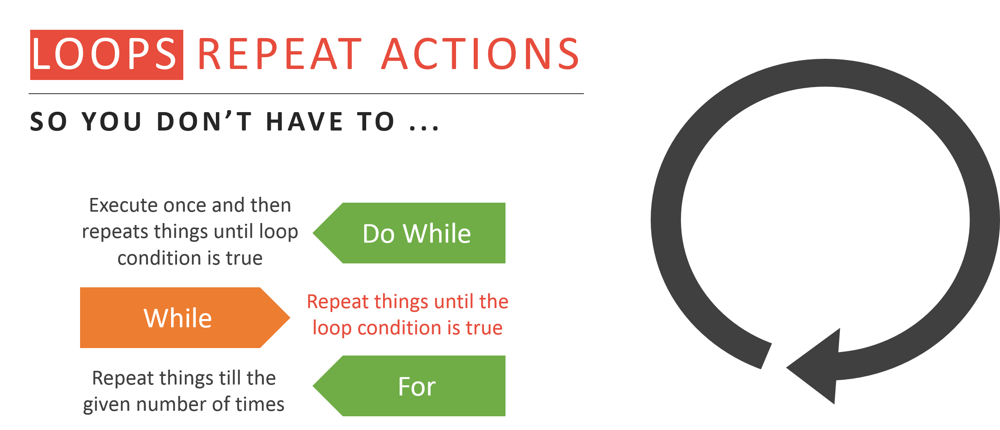 LOOPS REPEAT ACTIONS
SO YOU DON’T HAVE TO ...
Execute once and then
repeats things until loop
condition is true
Do While
While
Repeat things until the
loop condition is true
Repeat things till the
given number of times
For